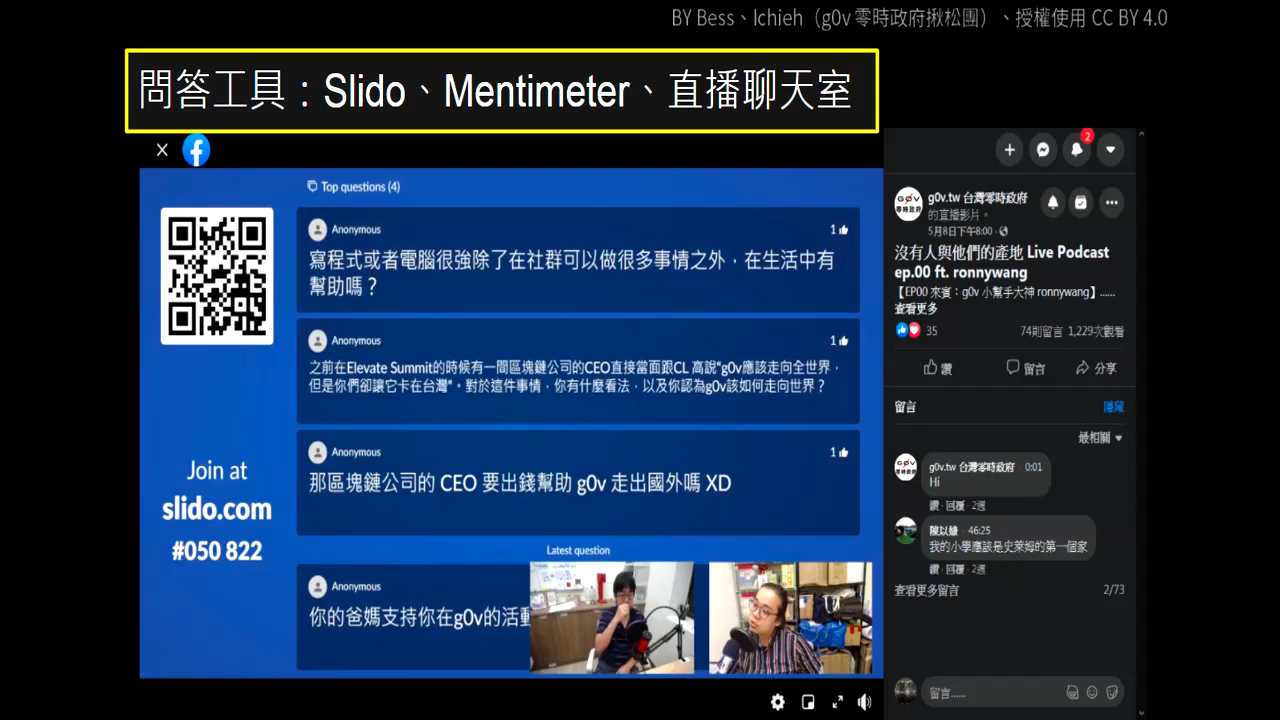 BY Bess、Ichieh（g0v 零時政府揪松團）、授權使用 CC BY 4.0
問答工具：Slido、Mentimeter、直播聊天室
Top questions (4)
Anonymous
1
寫程式或者電腦很強除了在社群可以做很多事情之外，在生活中有
幫助嗎？
Anonymous
1
之前在Elevate Summit的時候有一間區塊鏈公司的CEO直接當面跟CL 高說“g0v應該走向全世界，
但是你們卻讓它卡在台灣“。對於這件事情，你有什麼看法，以及你認為g0v該如何走向世界？
Anonymous
1
那區塊鏈公司的 CEO 要出錢幫助 g0v 走出國外嗎 XD
Latest question
Anonymous
你的爸媽支持你在g0v的活動
Join at
slido.com
#050 822
2
g0v.tw 台灣零時政府
的直播影片。
5月8日下午8:00
沒有人與他們的產地 Live Podcast
ep.00 ft. ronnywang
【EP00 來賓：g0v 小幫手大神 ronnywang】......
查看更多
35
74則留言 1,229次觀看
讚
留言
分享
留言
隱藏
最相關
g0v.tw 台灣零時政府 0:01
Hi
讚 · 回覆 · 2週
46:25
我的小學應該是史萊姆的第一個家
讚 · 回覆 · 2週
查看更多留言
2/73
留言......